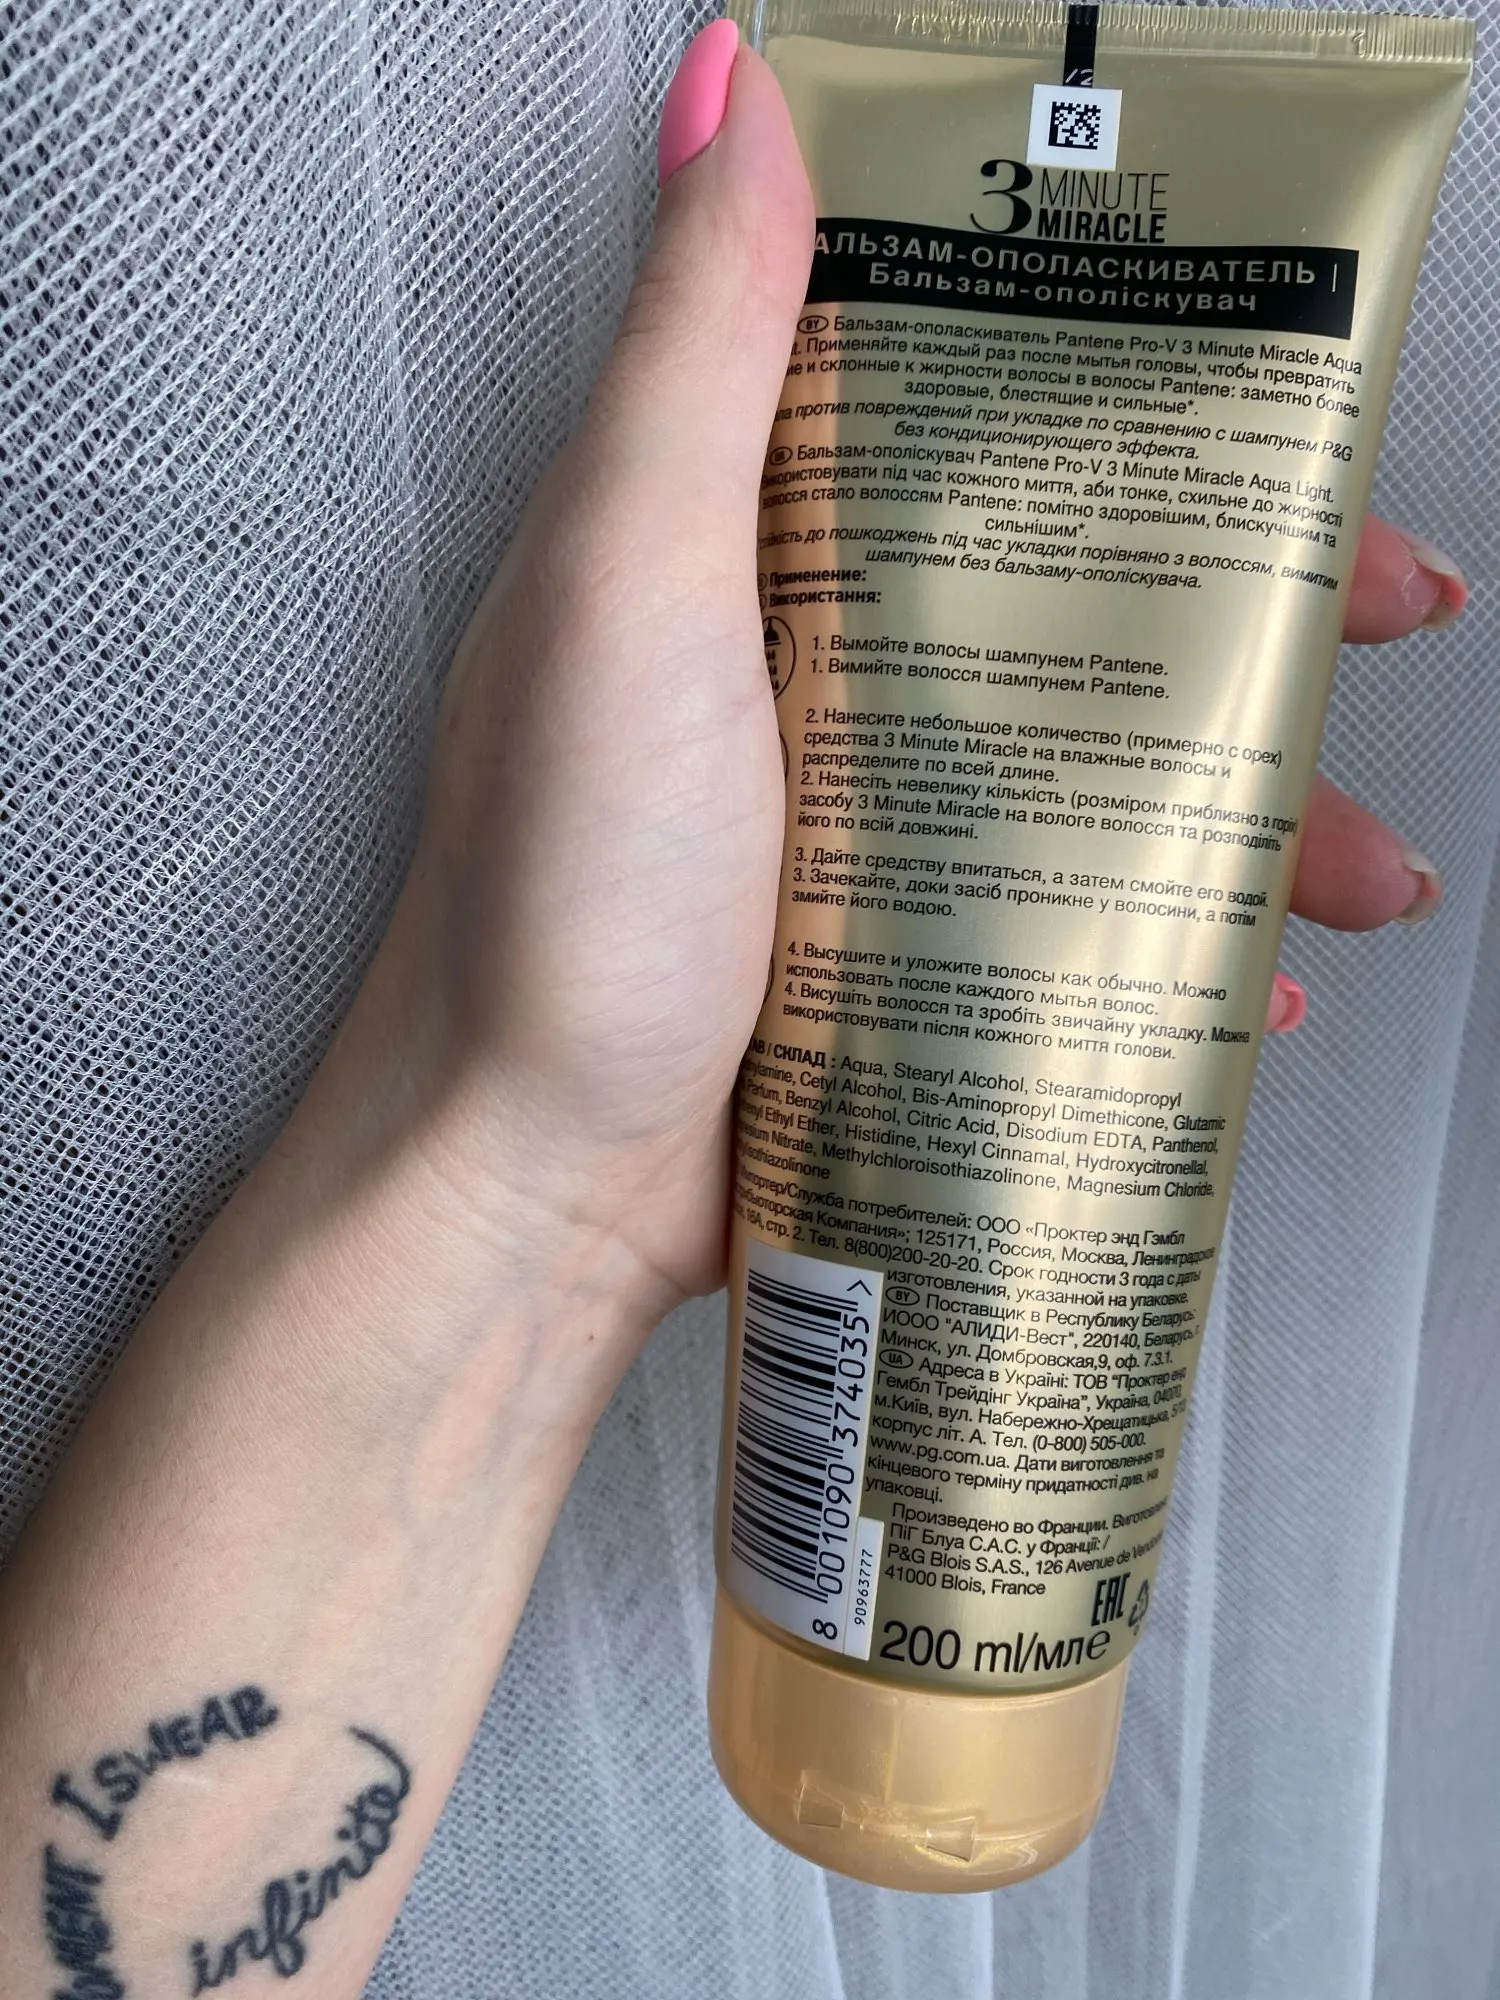 /2
3 MINUTE
MIRACLE
АЛЬЗАМ-ОПОЛАСКИВАТЕЛЬ |
Бальзам-ополіскувач
BY Бальзам-ополаскиватель Pantene Pro-V 3 Minute Miracle Aqua
Применяйте каждый раз после мытья головы, чтобы превратить
и склонные к жирности волосы в волосы Pantene: заметно более
здоровые, блестящие и сильные*.
против повреждений при укладке по сравнению с шампунем P&G
без кондиционирующего эффекта.
UA Бальзам-ополіскувач Pantene Pro-V 3 Minute Miracle Aqua Light.
Використовувати під час кожного миття, аби тонке, схильне до жирності
волосся стало волоссям Pantene: помітно здоровішим, блискучішим та
сильнішим*.
до пошкоджень під час укладки порівняно з волоссям, вимитим
шампунем без бальзаму-ополіскувача.
Применение:
Використання:
1. Вымойте волосы шампунем Pantene.
1. Вимийте волосся шампунем Pantene.
2. Нанесите небольшое количество (примерно с орех)
средства 3 Minute Miracle на влажные волосы и
распределите по всей длине.
2. Нанесіть невелику кількість (розміром приблизно з горіх)
засобу 3 Minute Miracle на вологе волосся та розподіліть
його по всій довжині.
3. Дайте средству впитаться, а затем смойте его водой.
3. Зачекайте, доки засіб проникне у волосини, а потім
змийте його водою.
4. Высушите и уложите волосы как обычно. Можно
использовать после каждого мытья волос.
4. Висушіть волосся та зробіть звичайну укладку. Можна
використовувати після кожного миття голови.
АВ / СКЛАД : Aqua, Stearyl Alcohol, Stearamidopropyl
Cetyl Alcohol, Bis-Aminopropyl Dimethicone, Glutamic
Parfum, Benzyl Alcohol, Citric Acid, Disodium EDTA, Panthenol,
Ethyl Ether, Histidine, Hexyl Cinnamal, Hydroxycitronellal,
Nitrate, Methylchloroisothiazolinone, Magnesium Chloride,
Импортер/Служба потребителей: ООО «Проктер энд Гэмбл
Компания»; 125171, Россия, Москва, Ленинградское
16А, стр. 2. Тел. 8(800)200-20-20. Срок годности 3 года с даты
изготовления, указанной на упаковке.
BY Поставщик в Республику Беларусь:
ИООО "АЛИДИ-Вест", 220140, Беларусь, г.
Минск, ул. Домбровская,9, оф. 7.3.1.
UA Адреса в Україні: ТОВ "Проктер енд
Гембл Трейдінг Україна", Україна, 04070,
м.Київ, вул. Набережно-Хрещатицька, 5/13
корпус літ. А. Тел. (0-800) 505-000.
www.pg.com.ua. Дати виготовлення та
кінцевого терміну придатності див. на
упаковці.
Произведено во Франции. Виготовлено
ПіГ Блуа С.А.С. у Франції: /
P&G Blois S.A.S., 126 Avenue de
41000 Blois, France
8 001090 374035 >
90963777
EAC
200 ml/мл e
I SWEAR
infinite